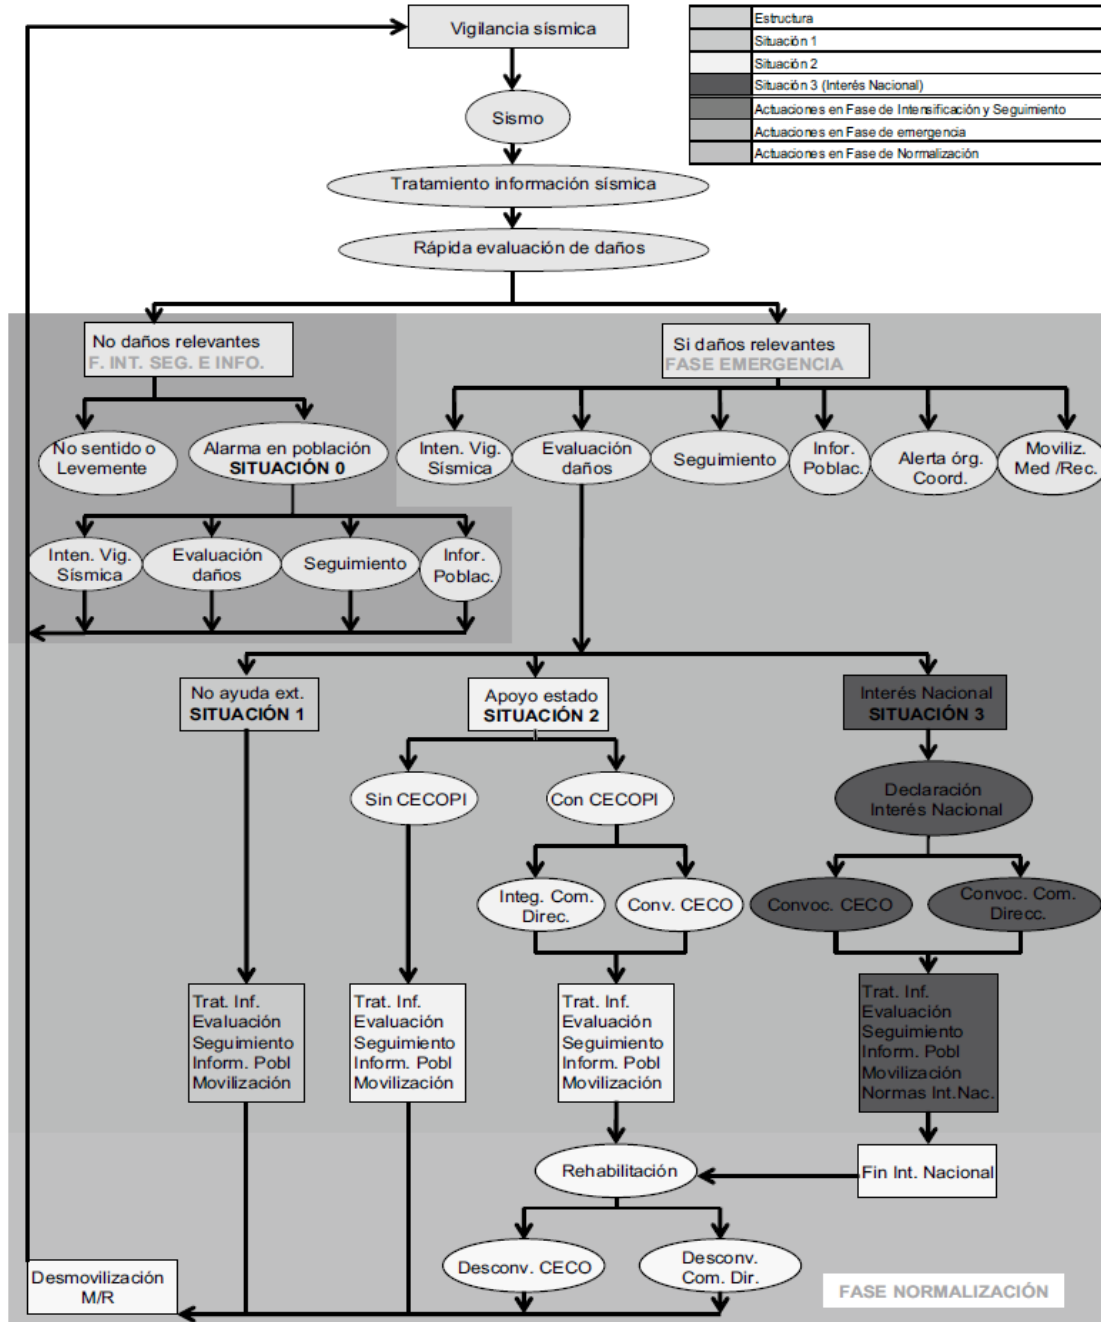 Vigilancia sísmica
Estructura
Situación 1
Situación 2
Situación 3 (Interés Nacional)
Actuaciones en Fase de Intensificación y Seguimiento
Actuaciones en Fase de emergencia
Actuaciones en Fase de Normalización
Sismo
Tratamiento información sísmica
Rápida evaluación de daños
No daños relevantes
F. INT. SEG. E INFO.
Si daños relevantes
FASE EMERGENCIA
No sentido o
Levemente
Alarma en población
SITUACIÓN 0
Inten. Vig.
Sísmica
Evaluación
daños
Seguimiento
Infor.
Poblac.
Alerta órg.
Coord.
Moviliz.
Med /Rec.
Inten. Vig.
Sísmica
Evaluación
daños
Seguimiento
Infor.
Poblac.
No ayuda ext.
SITUACIÓN 1
Apoyo estado
SITUACIÓN 2
Interés Nacional
SITUACIÓN 3
Sin CECOPI
Con CECOPI
Declaración
Interés Nacional
Integ. Com.
Direc.
Conv. CECO
Convoc. CECO
Convoc. Com.
Direcc.
Trat. Inf.
Evaluación
Seguimiento
Inform. Pobl
Movilización
Trat. Inf.
Evaluación
Seguimiento
Inform. Pobl
Movilización
Trat. Inf.
Evaluación
Seguimiento
Inform. Pobl
Movilización
Trat. Inf.
Evaluación
Seguimiento
Inform. Pobl
Movilización
Normas Int.Nac.
Rehabilitación
Fin Int. Nacional
Desconv. CECO
Desconv.
Com. Dir.
Desmovilización
M/R
FASE NORMALIZACIÓN